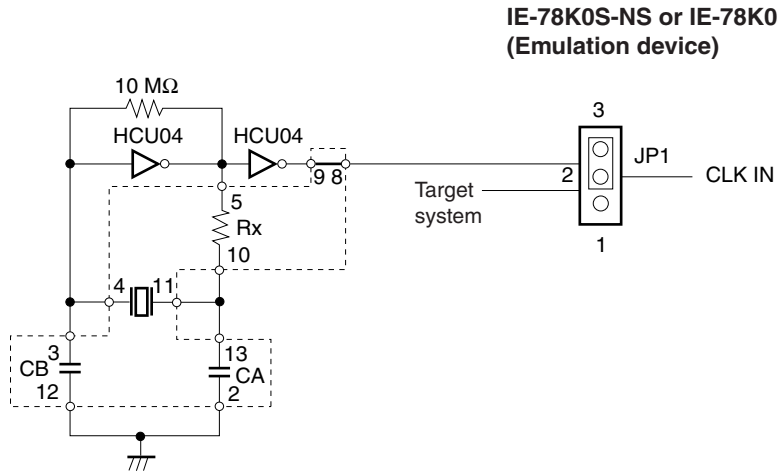 IE-78K0S-NS or IE-78K0
(Emulation device)
10 MΩ
3
HCU04
HCU04
JP1
9 8
2
CLK IN
Target
system
5
Rx
1
10
4
11
3
13
CB
CA
12
2